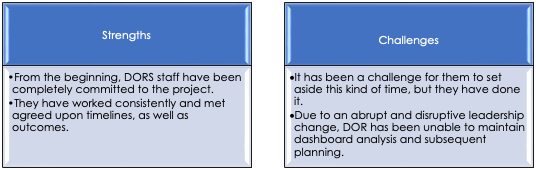 Strengths
•From the beginning, DORS staff have been
completely committed to the project.
•They have worked consistently and met
agreed upon timelines, as well as
outcomes.
Challenges
•It has been a challenge for them to set
aside this kind of time, but they have done
it.
•Due to an abrupt and disruptive leadership
change, DOR has been unable to maintain
dashboard analysis and subsequent
planning.